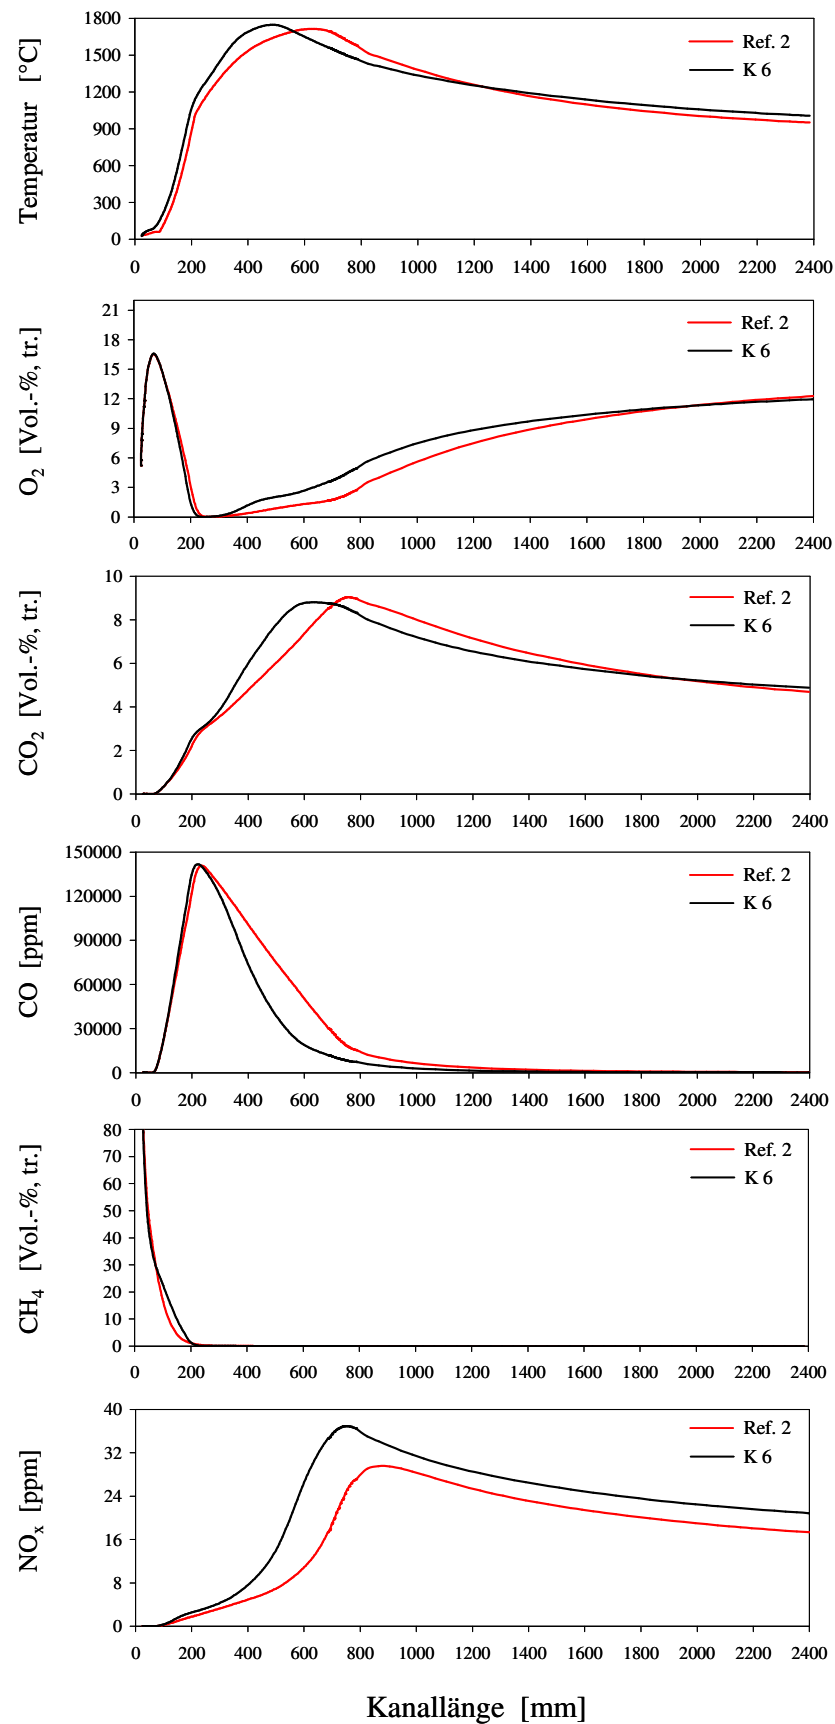 Temperatur [°C]
1800
1500
1200
900
600
300
0
Ref. 2
K 6
0 200 400 600 800 1000 1200 1400 1600 1800 2000 2200 2400
O2 [Vol.-%, tr.]
21
18
15
12
9
6
3
0
Ref. 2
K 6
0 200 400 600 800 1000 1200 1400 1600 1800 2000 2200 2400
CO2 [Vol.-%, tr.]
10
8
6
4
2
0
Ref. 2
K 6
0 200 400 600 800 1000 1200 1400 1600 1800 2000 2200 2400
CO [ppm]
150000
120000
90000
60000
30000
0
Ref. 2
K 6
0 200 400 600 800 1000 1200 1400 1600 1800 2000 2200 2400
CH4 [Vol.-%, tr.]
80
70
60
50
40
30
20
10
0
Ref. 2
K 6
0 200 400 600 800 1000 1200 1400 1600 1800 2000 2200 2400
NOx [ppm]
40
32
24
16
8
0
Ref. 2
K 6
0 200 400 600 800 1000 1200 1400 1600 1800 2000 2200 2400
Kanallänge [mm]